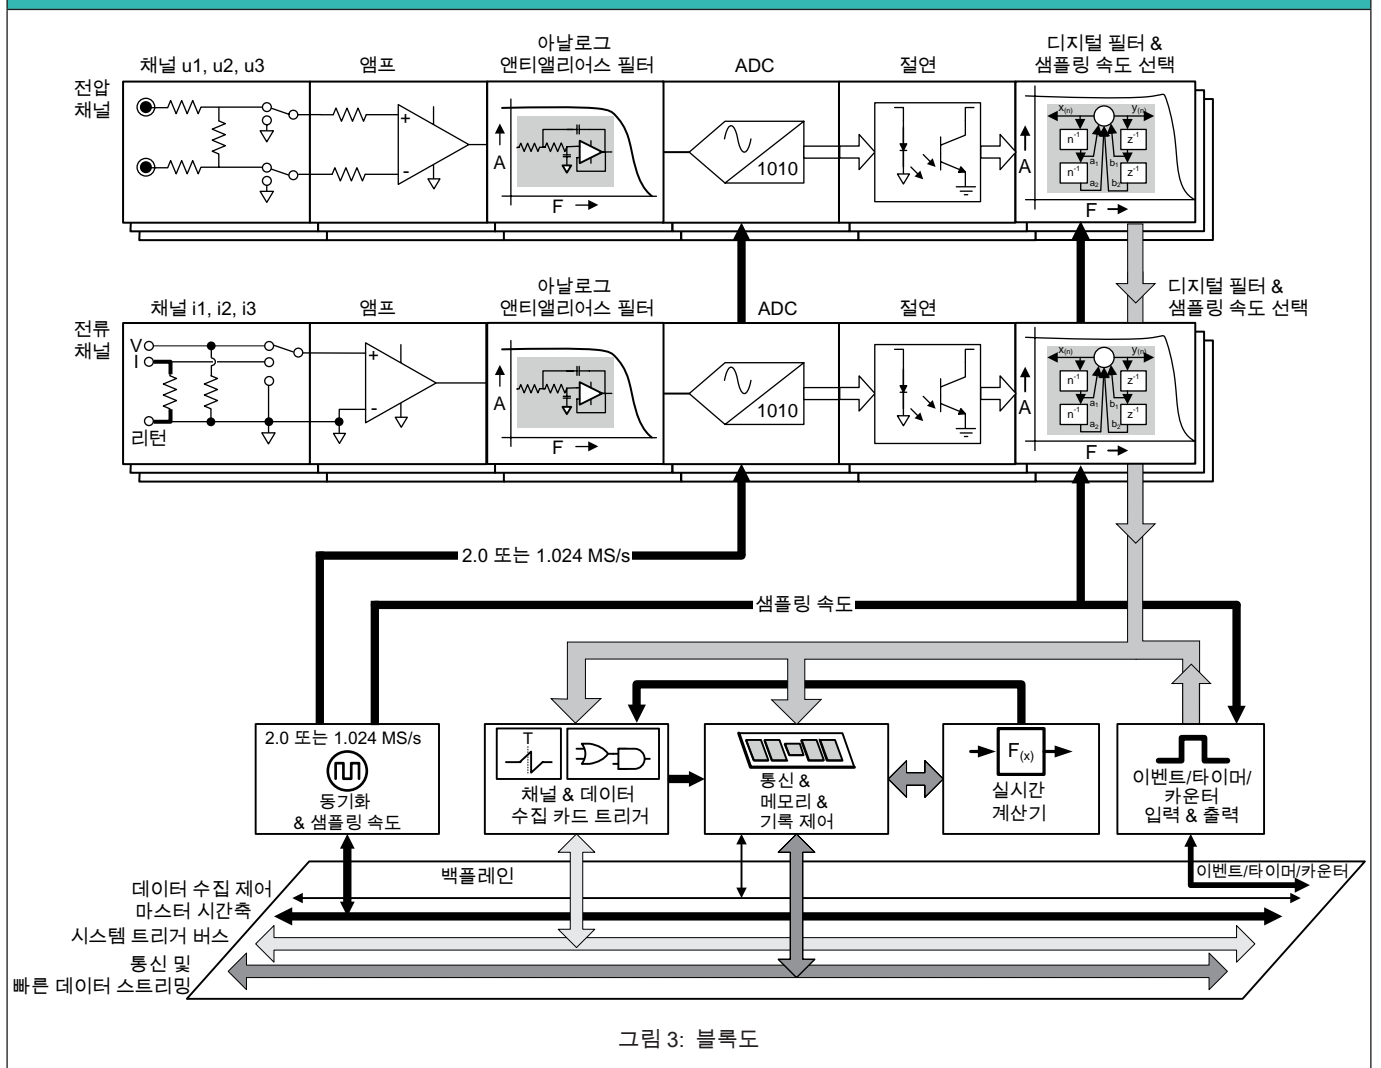 채널 u1, u2, u3
앰프
아날로그
앤티앨리어스 필터
ADC
절연
디지털 필터 &
샘플링 속도 선택
전압
채널
+
-
A
F
1010
A
x(n)
y(n)
n-1
z-1
a1
b1
n-1
z-1
a2
b2
F
채널 i1, i2, i3
앰프
아날로그
앤티앨리어스 필터
ADC
절연
디지털 필터 &
샘플링 속도 선택
전류
채널
V
I
리턴
+
-
A
F
1010
A
x(n)
y(n)
n-1
z-1
a1
b1
n-1
z-1
a2
b2
F
2.0 또는 1.024 MS/s
샘플링 속도
2.0 또는 1.024 MS/s
동기화
& 샘플링 속도
T
채널 & 데이터
수집 카드 트리거
통신 &
메모리 &
기록 제어
F(x)
실시간
계산기
이벤트/타이머/
카운터
입력 & 출력
백플레인
이벤트/타이머/카운터
데이터 수집 제어
마스터 시간축
시스템 트리거 버스
통신 및
빠른 데이터 스트리밍
그림 3: 블록도